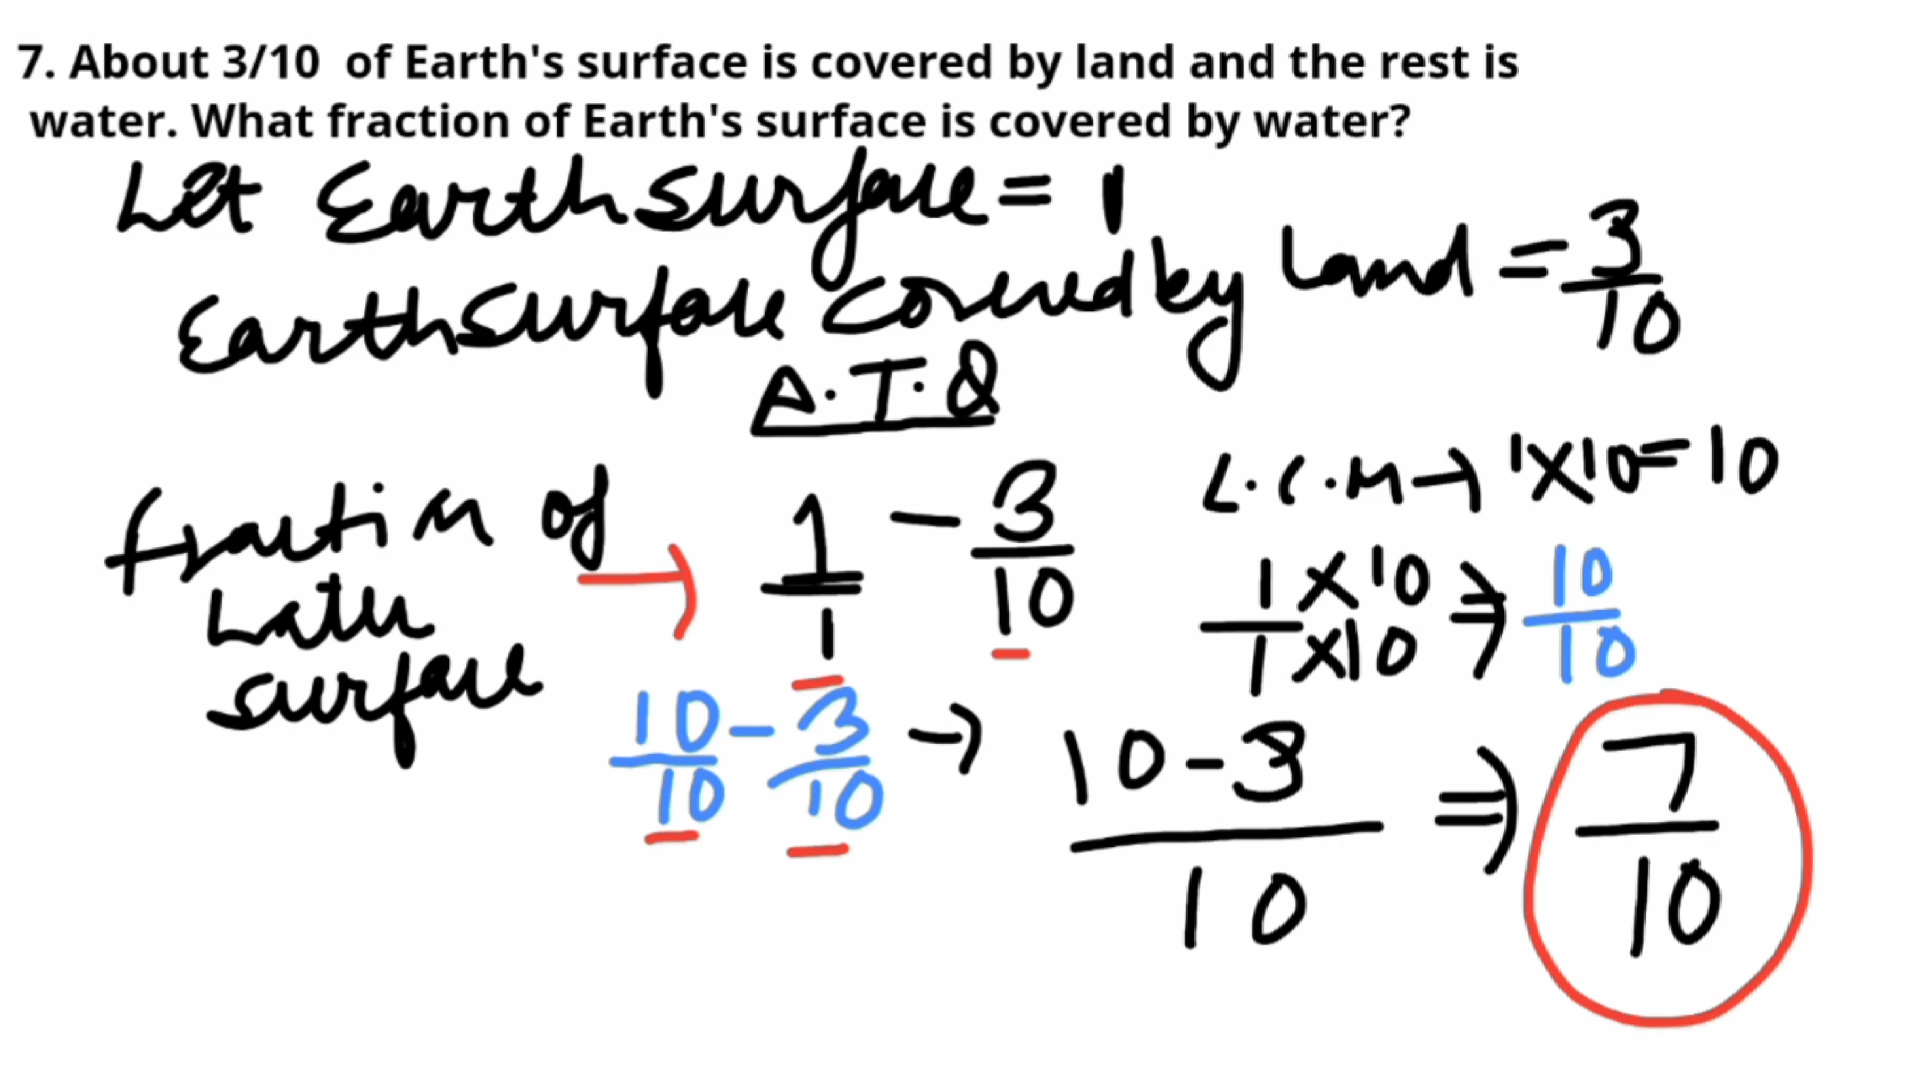 7. About 3/10 of Earth's surface is covered by land and the rest is
water. What fraction of Earth's surface is covered by water?
Let Earth surface = 1
Earth surface covered by Land = 3/10
A.T.Q
fraction of Later surface → 1/1 - 3/10
L.C.M → 1×10=10
1×10/1×10 ⇒ 10/10
10/10 - 3/10 → 10-3/10 ⇒ 7/10